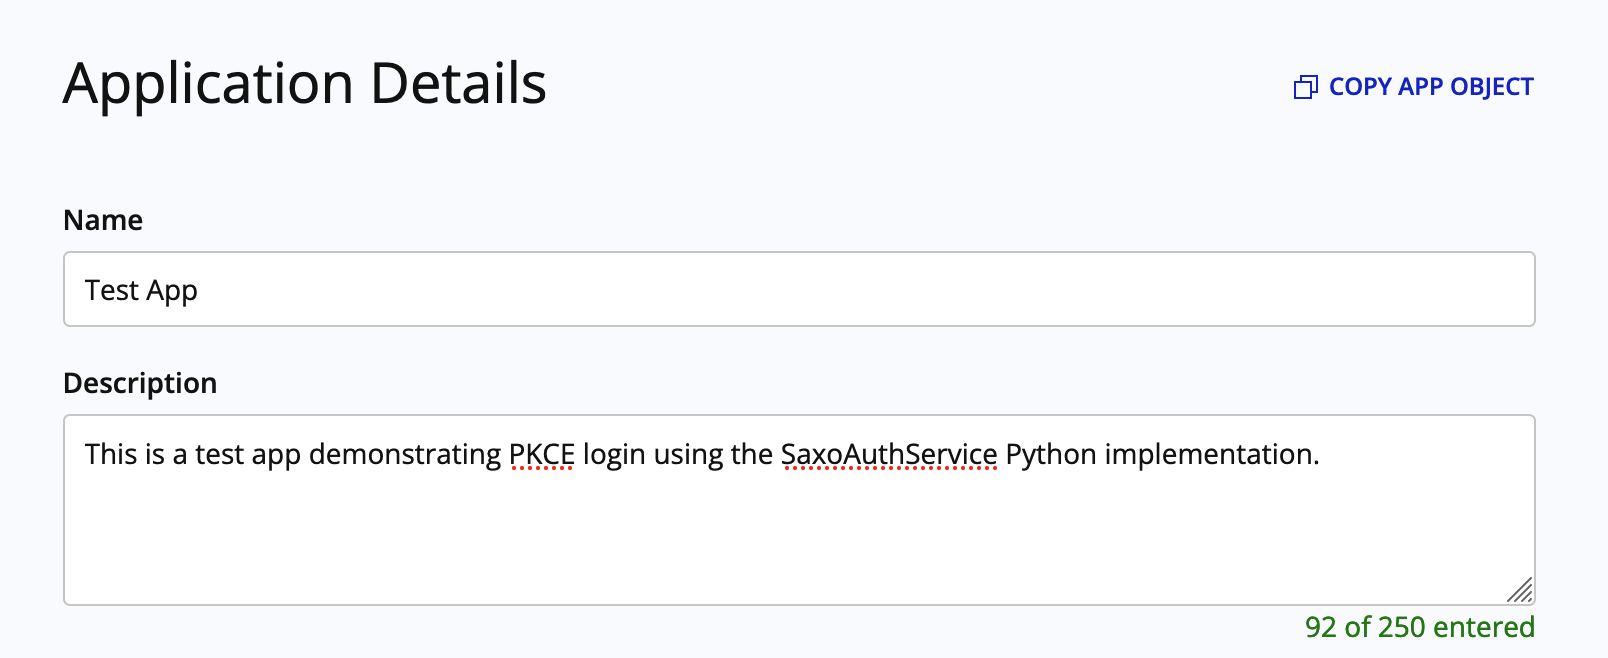 Application Details
COPY APP OBJECT
Name
Test App
Description
This is a test app demonstrating PKCE login using the SaxoAuthService Python implementation.
92 of 250 entered